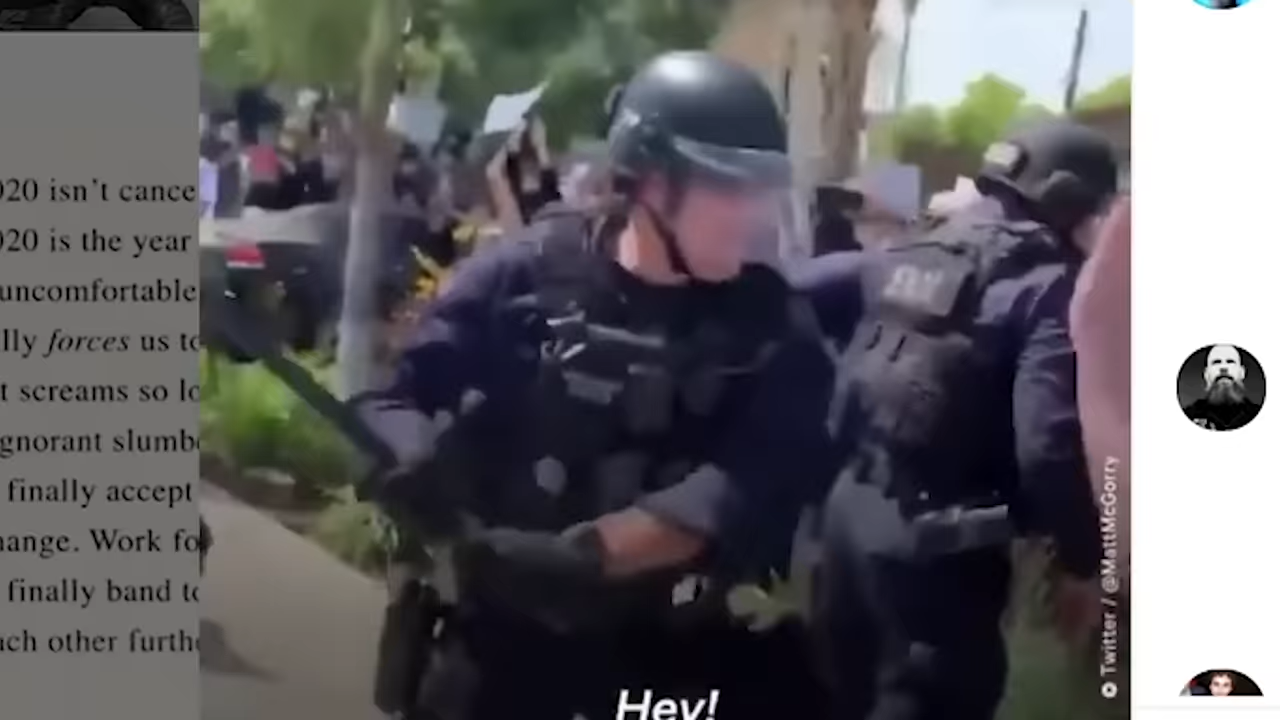 020 isn't cance
020 is the year
uncomfortable
lly forces us to
t screams so lo
gnorant slumb
finally accept
hange. Work fo
finally band to
ach other furthe
Twitter / @MattMcGorry
Hey!